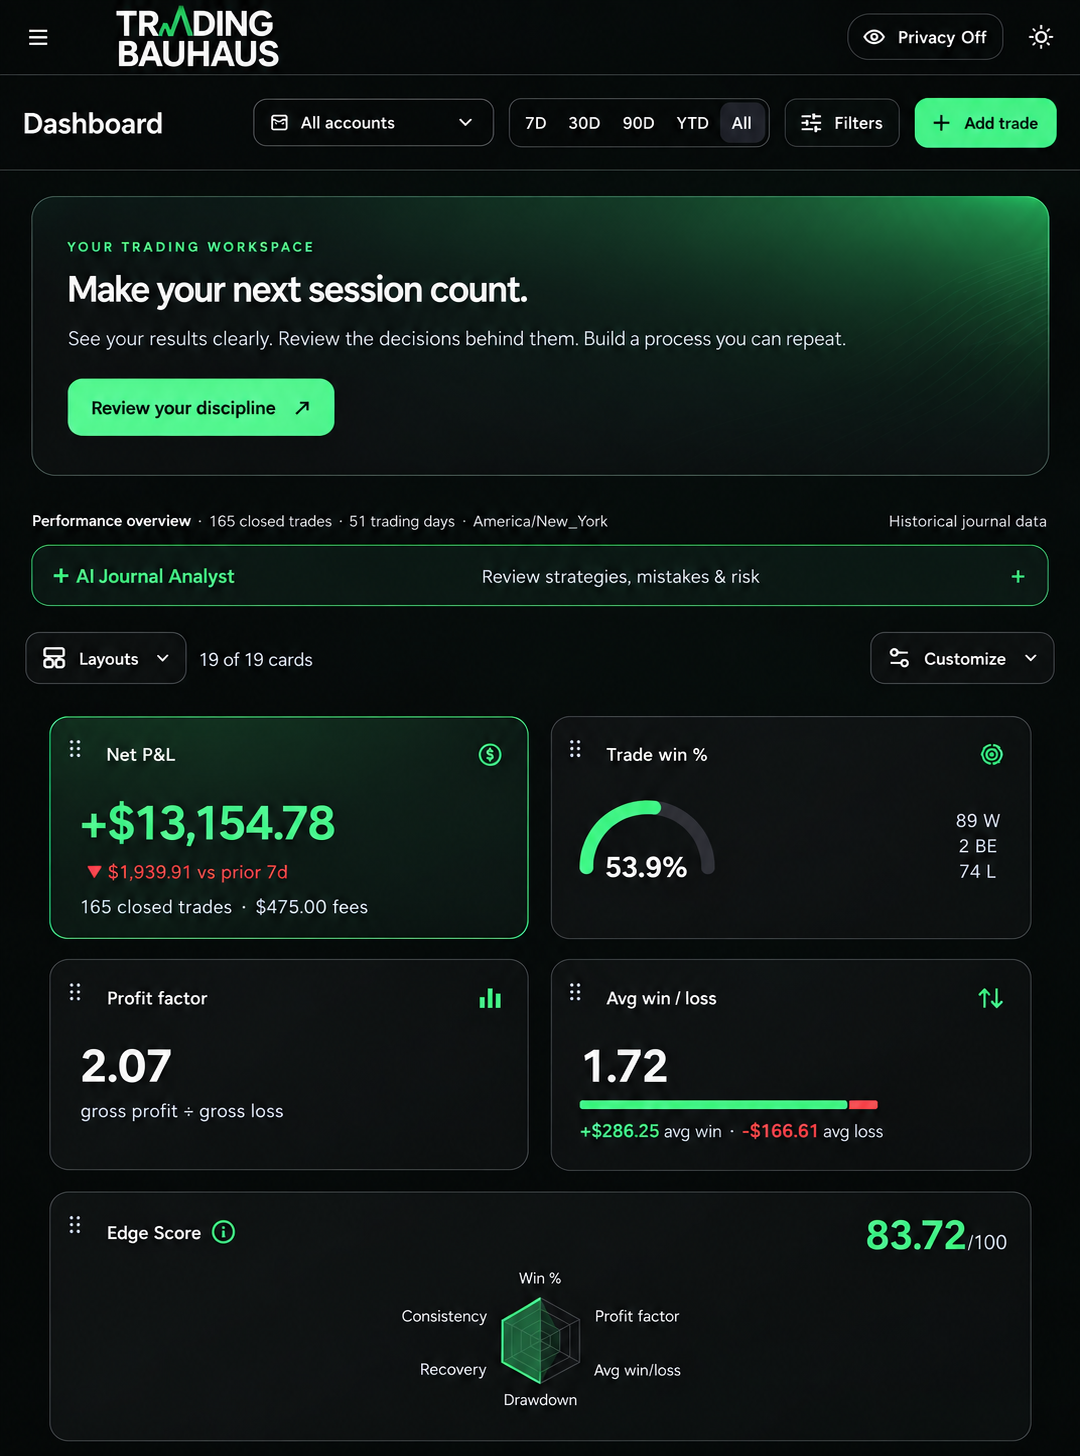 TRADING
BAUHAUS
Privacy Off
Dashboard
All accounts
7D 30D 90D YTD All
Filters
+ Add trade
YOUR TRADING WORKSPACE
Make your next session count.
See your results clearly. Review the decisions behind them. Build a process you can repeat.
Review your discipline ↗
Performance overview · 165 closed trades · 51 trading days · America/New_York
Historical journal data
+ AI Journal Analyst
Review strategies, mistakes & risk
+
Layouts
19 of 19 cards
Customize
Net P&L
$
+$13,154.78
▼ $1,939.91 vs prior 7d
165 closed trades · $475.00 fees
Trade win %
53.9%
89 W
2 BE
74 L
Profit factor
2.07
gross profit ÷ gross loss
Avg win / loss
1.72
+$286.25 avg win · -$166.61 avg loss
Edge Score
83.72/100
Win %
Consistency
Profit factor
Recovery
Avg win/loss
Drawdown